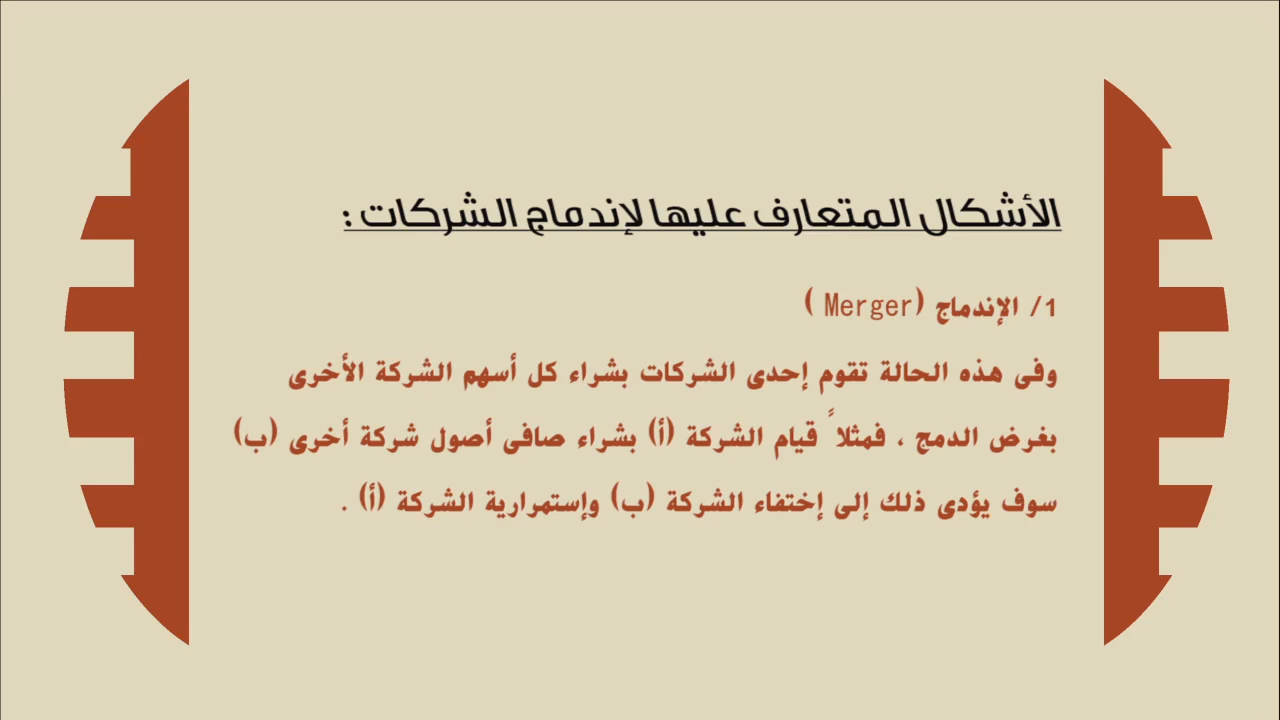 الأشكال المتعارف عليها لإندماج الشركات :
1/ الإندماج (Merger )
وفى هذه الحالة تقوم إحدى الشركات بشراء كل أسهم الشركة الأخرى
بغرض الدمج ، فمثلا ً قيام الشركة (أ) بشراء صافى أصول شركة أخرى (ب)
سوف يؤدى ذلك إلى إختفاء الشركة (ب) وإستمرارية الشركة (أ) .